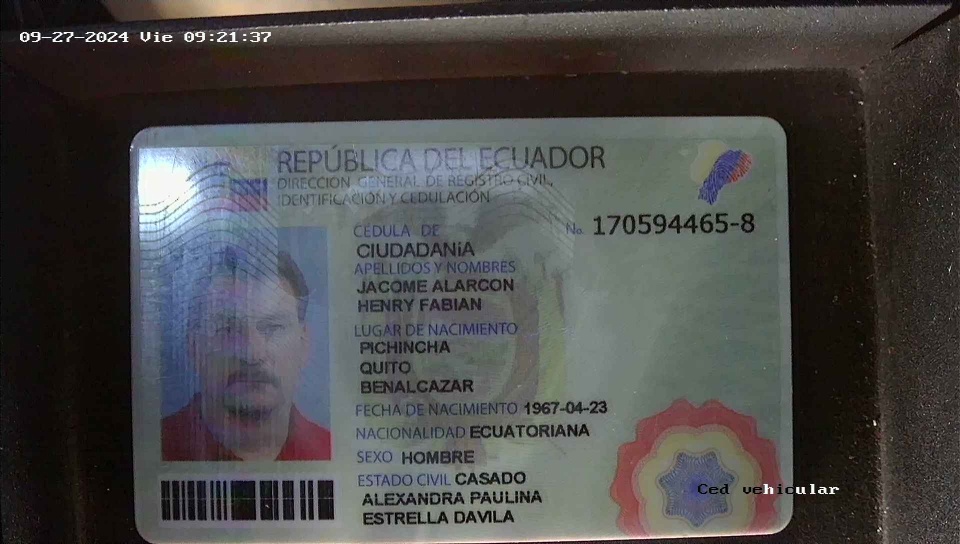 09-27-2024 Vie 09:21:37
REPÚBLICA DEL ECUADOR
DIRECCIÓN GENERAL DE REGISTRO CIVIL,
IDENTIFICACIÓN Y CEDULACIÓN
CÉDULA DE
CIUDADANíA
No. 170594465-8
APELLIDOS Y NOMBRES
JACOME ALARCON
HENRY FABIAN
LUGAR DE NACIMIENTO
PICHINCHA
QUITO
BENALCAZAR
FECHA DE NACIMIENTO 1967-04-23
NACIONALIDAD ECUATORIANA
SEXO HOMBRE
ESTADO CIVIL CASADO
ALEXANDRA PAULINA
ESTRELLA DAVILA
Ced vehicular